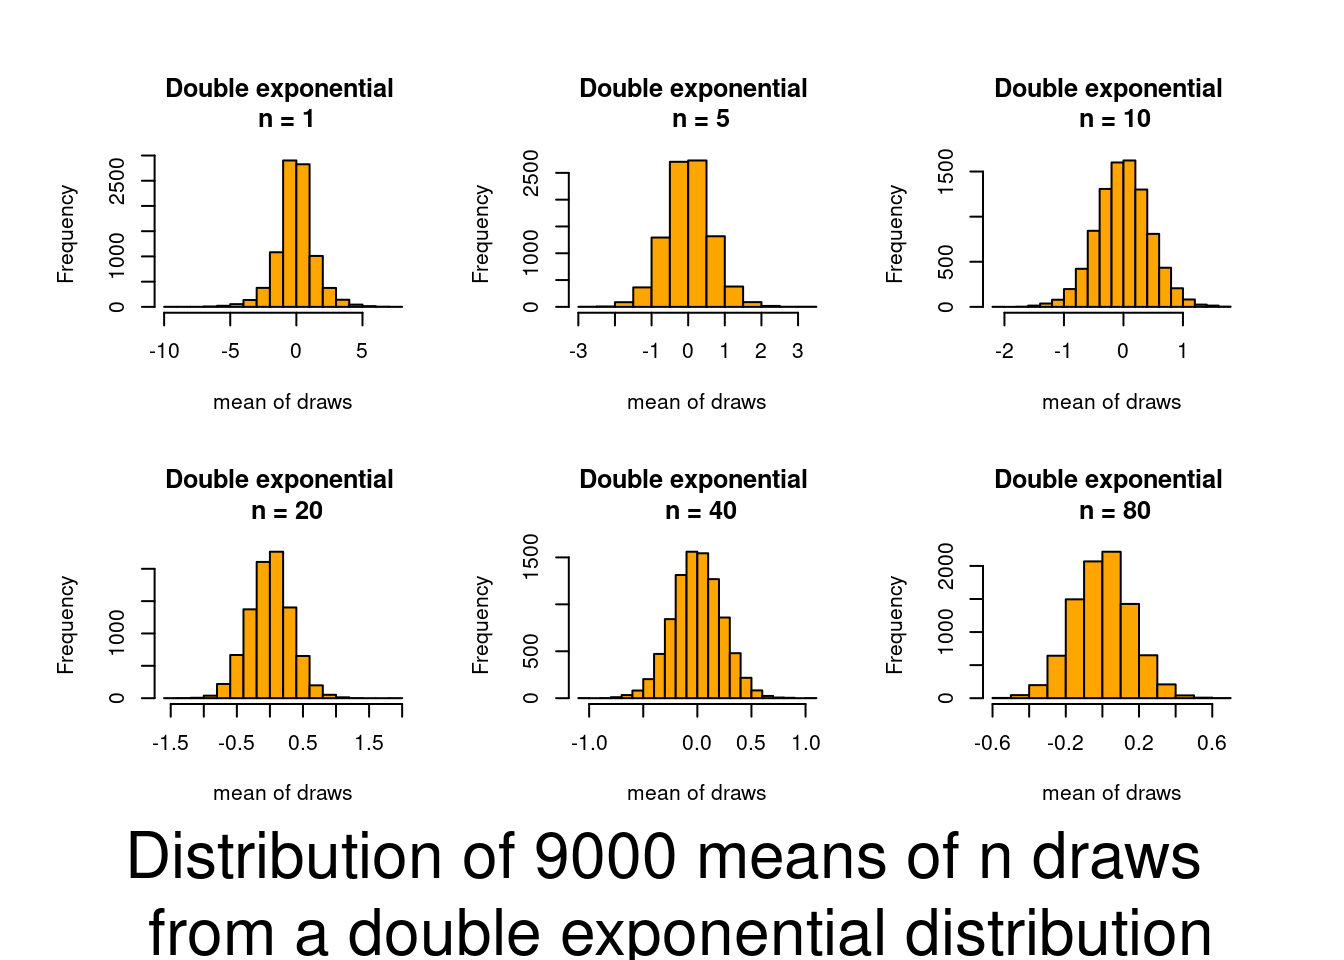 Double exponential
n = 1
Frequency
0 1000 2500
-10 -5 0 5
mean of draws
Double exponential
n = 5
Frequency
0 1000 2500
-3 -1 0 1 2 3
mean of draws
Double exponential
n = 10
Frequency
0 500 1500
-2 -1 0 1
mean of draws
Double exponential
n = 20
Frequency
0 1000
-1.5 -0.5 0.5 1.5
mean of draws
Double exponential
n = 40
Frequency
0 500 1500
-1.0 0.0 0.5 1.0
mean of draws
Double exponential
n = 80
Frequency
0 1000 2000
-0.6 -0.2 0.2 0.6
mean of draws
Distribution of 9000 means of n draws
from a double exponential distribution